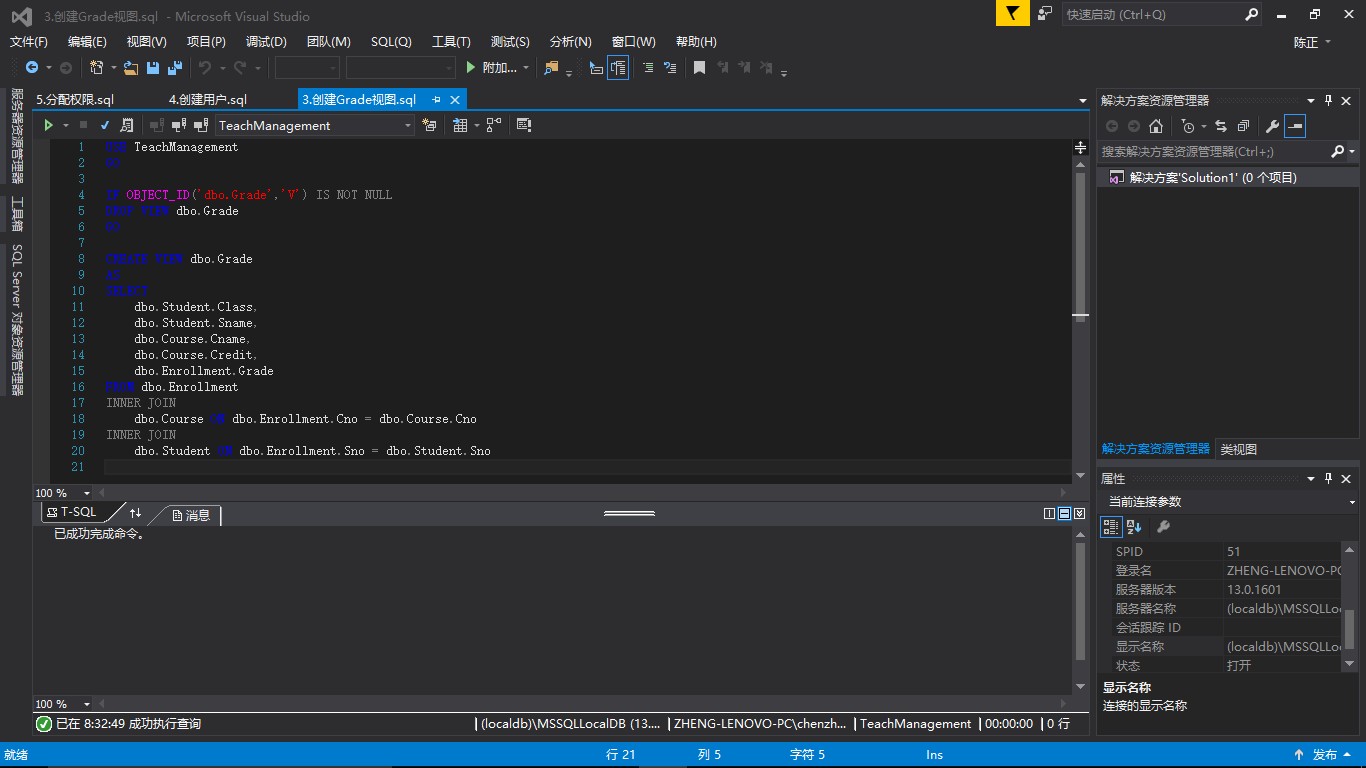 3.创建Grade视图.sql - Microsoft Visual Studio
快速启动 (Ctrl+Q)
文件(F) 编辑(E) 视图(V) 项目(P) 调试(D) 团队(M) SQL(Q) 工具(T) 测试(S) 分析(N) 窗口(W) 帮助(H)
陈正
附加...
服务器资源管理器
工具箱
SQL Server 对象资源管理器
5.分配权限.sql 4.创建用户.sql 3.创建Grade视图.sql
TeachManagement
1 USE TeachManagement
2 GO
3
4 IF OBJECT_ID('dbo.Grade','V') IS NOT NULL
5 DROP VIEW dbo.Grade
6 GO
7
8 CREATE VIEW dbo.Grade
9 AS
10 SELECT
11 dbo.Student.Class,
12 dbo.Student.Sname,
13 dbo.Course.Cname,
14 dbo.Course.Credit,
15 dbo.Enrollment.Grade
16 FROM dbo.Enrollment
17 INNER JOIN
18 dbo.Course ON dbo.Enrollment.Cno = dbo.Course.Cno
19 INNER JOIN
20 dbo.Student ON dbo.Enrollment.Sno = dbo.Student.Sno
21
100 %
T-SQL 消息
已成功完成命令。
100 %
已在 8:32:49 成功执行查询
(localdb)\MSSQLLocalDB (13.... ZHENG-LENOVO-PC\chenzh... TeachManagement 00:00:00 0 行
解决方案资源管理器
搜索解决方案资源管理器(Ctrl+;)
解决方案'Solution1' (0 个项目)
解决方案资源管理器 类视图
属性
当前连接参数
SPID 51
登录名 ZHENG-LENOVO-PC
服务器版本 13.0.1601
服务器名称 (localdb)\MSSQLLoc
会话跟踪 ID
显示名称 (localdb)\MSSQLLoc
状态 打开
显示名称
连接的显示名称
就绪 行 21 列 5 字符 5 Ins 发布